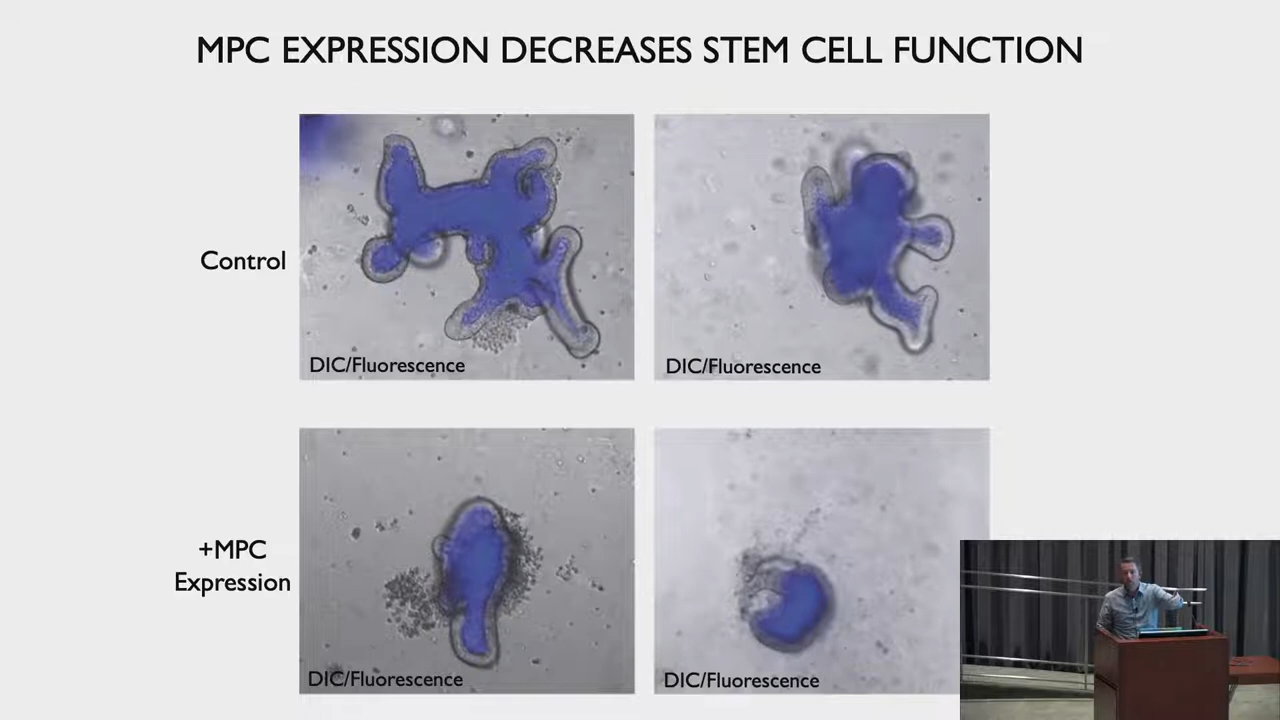 MPC EXPRESSION DECREASES STEM CELL FUNCTION
Control
DIC/Fluorescence
DIC/Fluorescence
+MPC
Expression
DIC/Fluorescence
DIC/Fluorescence